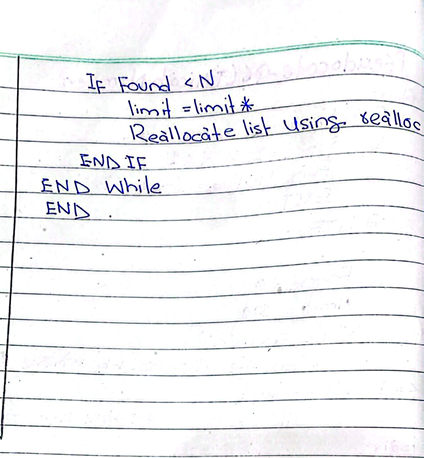 IF Found < N
limit = limit *
Reallocate list using realloc
END IF
END While
END .